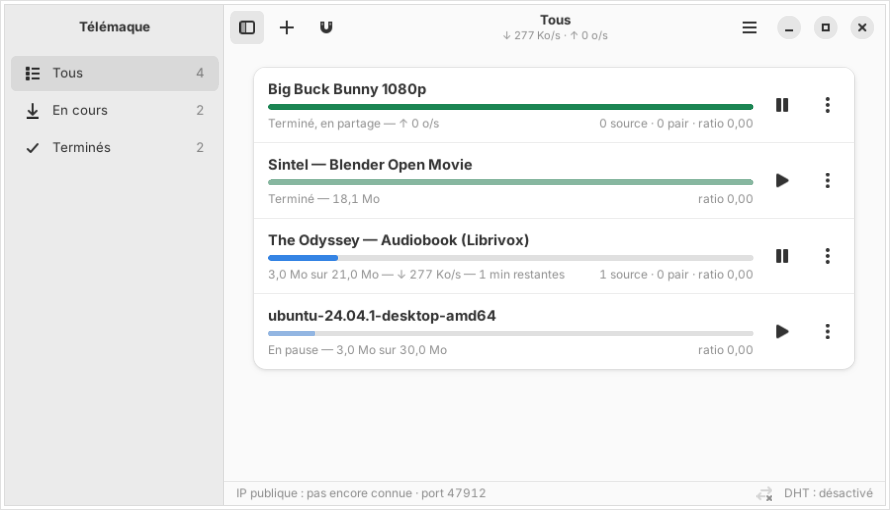 Télémaque
Tous
↓ 277 Ko/s · ↑ 0 o/s
Tous 4
En cours 2
Terminés 2
Big Buck Bunny 1080p
Terminé, en partage — ↑ 0 o/s 0 source · 0 pair · ratio 0,00
Sintel — Blender Open Movie
Terminé — 18,1 Mo ratio 0,00
The Odyssey — Audiobook (Librivox)
3,0 Mo sur 21,0 Mo — ↓ 277 Ko/s — 1 min restantes 1 source · 0 pair · ratio 0,00
ubuntu-24.04.1-desktop-amd64
En pause — 3,0 Mo sur 30,0 Mo ratio 0,00
IP publique : pas encore connue · port 47912 DHT : désactivé